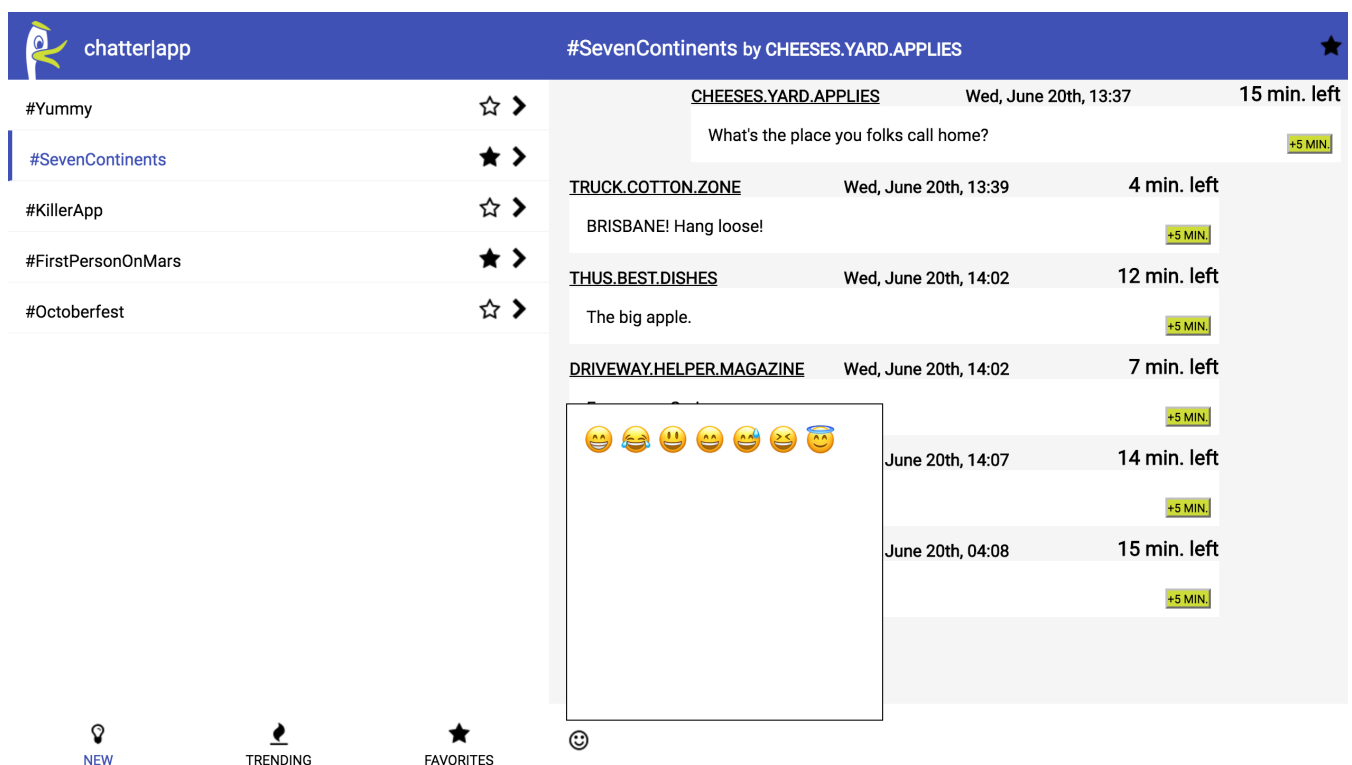 chatter|app
#SevenContinents by CHEESES.YARD.APPLIES
#Yummy
#SevenContinents
#KillerApp
#FirstPersonOnMars
#Octoberfest
NEW
TRENDING
FAVORITES
CHEESES.YARD.APPLIES Wed, June 20th, 13:37 15 min. left
What's the place you folks call home?
+5 MIN.
TRUCK.COTTON.ZONE Wed, June 20th, 13:39 4 min. left
BRISBANE! Hang loose!
+5 MIN.
THUS.BEST.DISHES Wed, June 20th, 14:02 12 min. left
The big apple.
+5 MIN.
DRIVEWAY.HELPER.MAGAZINE Wed, June 20th, 14:02 7 min. left
+5 MIN.
June 20th, 14:07 14 min. left
+5 MIN.
June 20th, 04:08 15 min. left
+5 MIN.